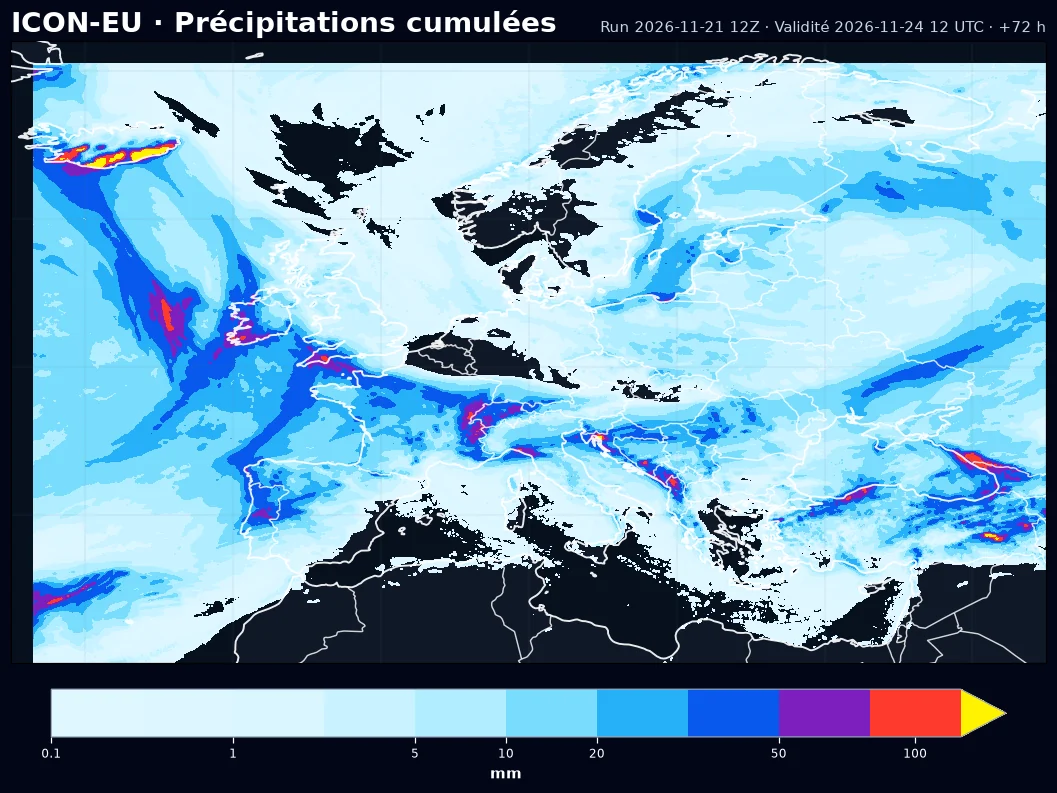 ICON-EU · Précipitations cumulées
Run 2026-11-21 12Z · Validité 2026-11-24 12 UTC · +72 h
0.1 1 5 10 20 50 100
mm